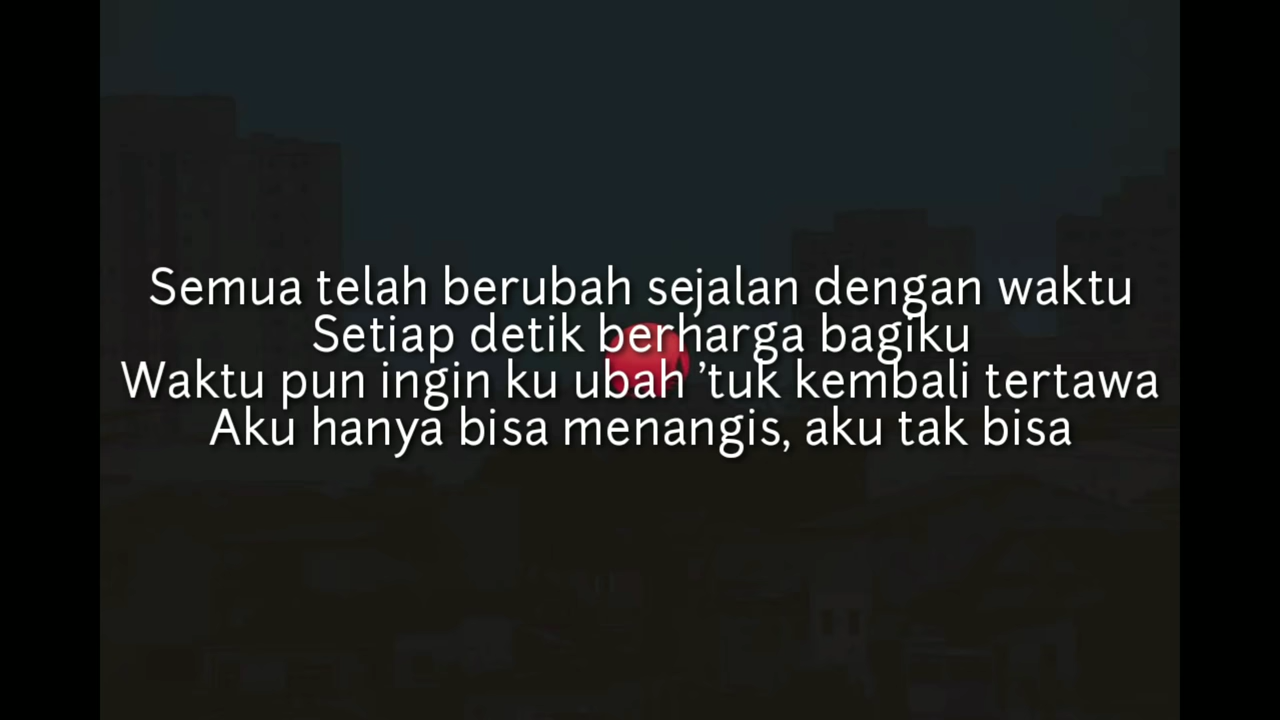 Semua telah berubah sejalan dengan waktu
Setiap detik berharga bagiku
Waktu pun ingin ku ubah ’tuk kembali tertawa
Aku hanya bisa menangis, aku tak bisa